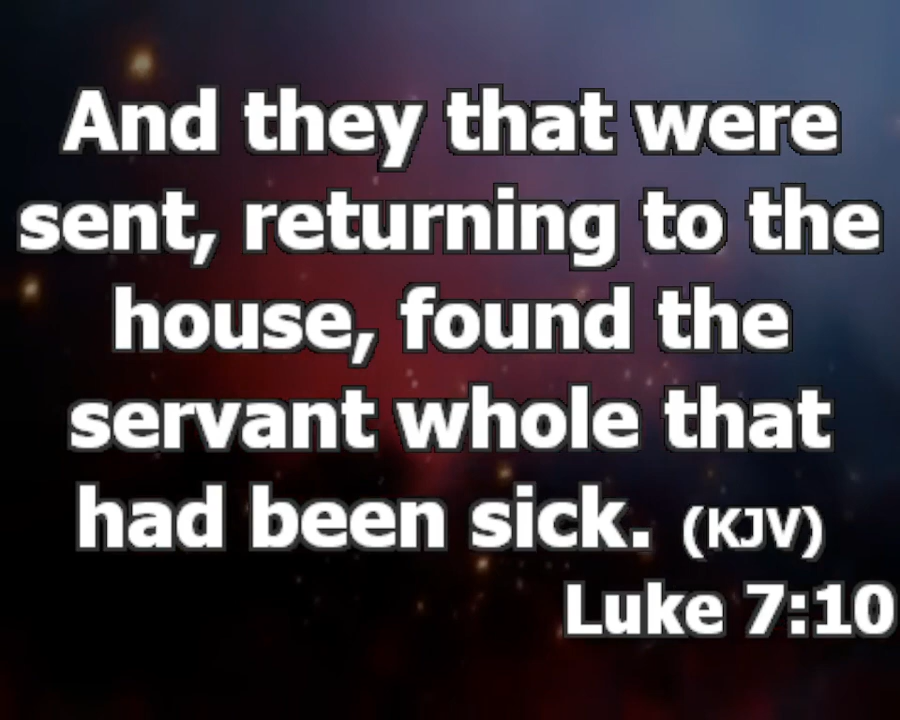 And they that were
sent, returning to the
house, found the
servant whole that
had been sick. (KJV)
Luke 7:10